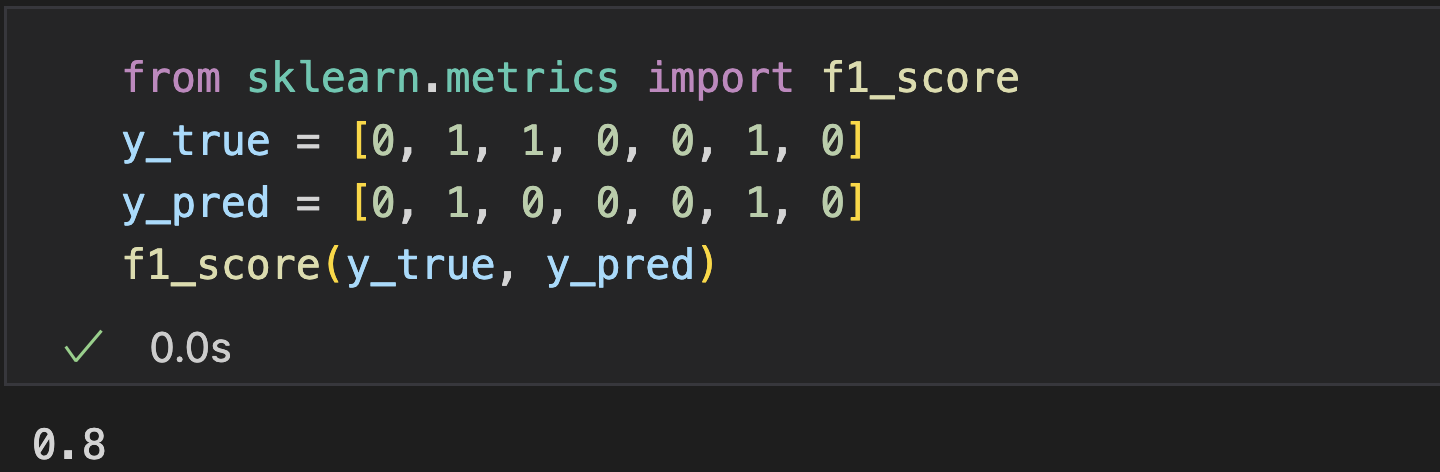 from sklearn.metrics import f1_score
y_true = [0, 1, 1, 0, 0, 1, 0]
y_pred = [0, 1, 0, 0, 0, 1, 0]
f1_score(y_true, y_pred)
0.0s
0.8